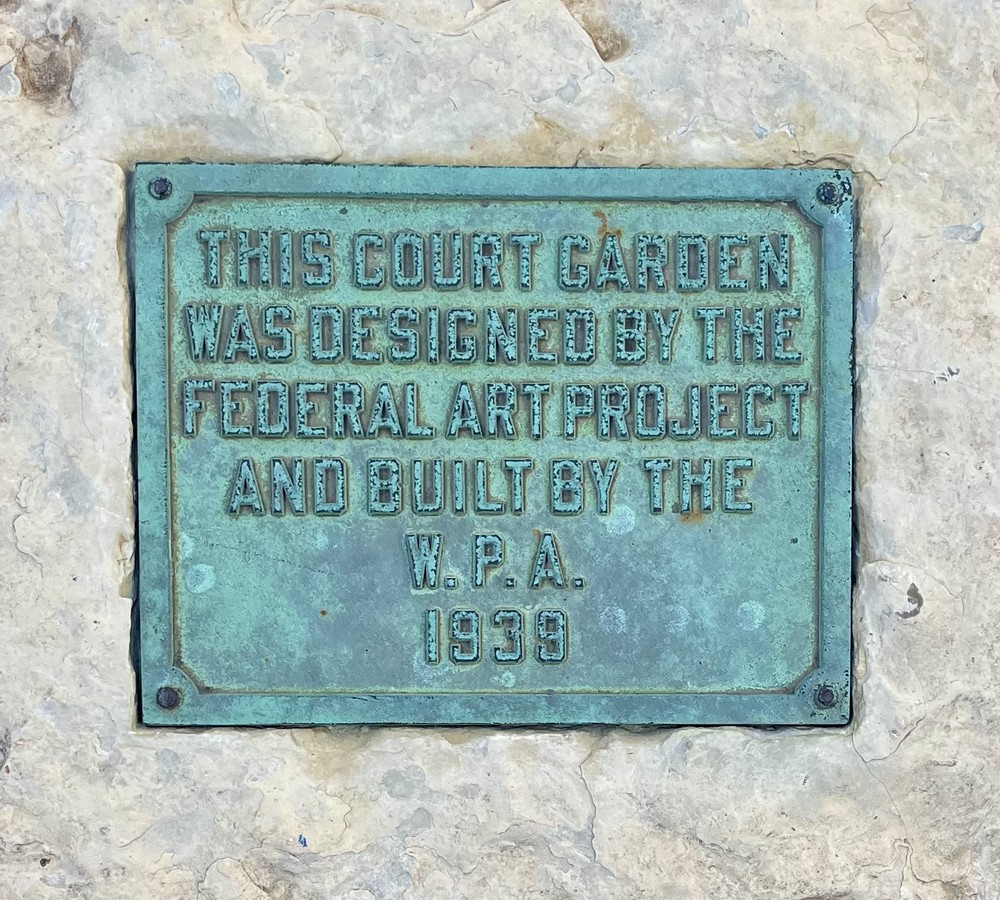 THIS COURT GARDEN
WAS DESIGNED BY THE
FEDERAL ART PROJECT
AND BUILT BY THE
W. P. A.
1939